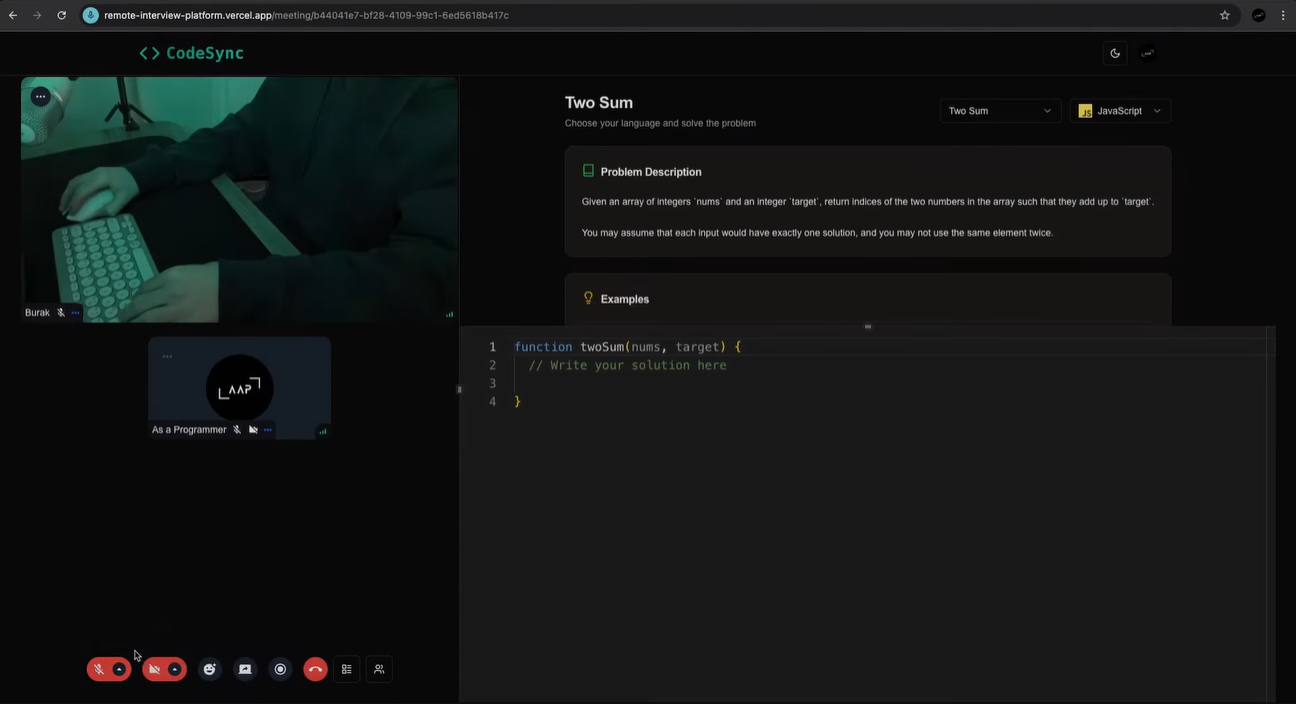 remote-interview-platform.vercel.app/meeting/b44041e7-bf28-4109-99c1-6ed5618b417c
<> CodeSync
Two Sum
Choose your language and solve the problem
Two Sum
JS JavaScript
Problem Description
Given an array of integers `nums` and an integer `target`, return indices of the two numbers in the array such that they add up to `target`.
You may assume that each input would have exactly one solution, and you may not use the same element twice.
Examples
Burak
AAP
As a Programmer
1 function twoSum(nums, target) {
2 // Write your solution here
3
4 }